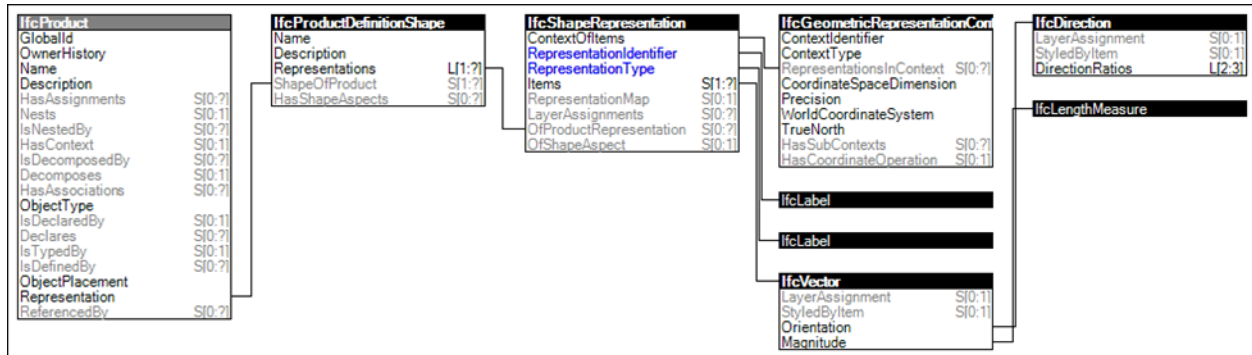 IfcProduct
GlobalId
OwnerHistory
Name
Description
HasAssignments S[0:?]
Nests S[0:1]
IsNestedBy S[0:?]
HasContext S[0:1]
IsDecomposedBy S[0:?]
Decomposes S[0:1]
HasAssociations S[0:?]
ObjectType
IsDeclaredBy S[0:1]
Declares S[0:?]
IsTypedBy S[0:1]
IsDefinedBy S[0:?]
ObjectPlacement
Representation
ReferencedBy S[0:?]
IfcProductDefinitionShape
Name
Description
Representations L[1:?]
ShapeOfProduct S[1:?]
HasShapeAspects S[0:?]
IfcShapeRepresentation
ContextOfItems
RepresentationIdentifier
RepresentationType
Items S[1:?]
RepresentationMap S[0:1]
LayerAssignments S[0:?]
OfProductRepresentation S[0:?]
OfShapeAspect S[0:1]
IfcGeometricRepresentationCont
ContextIdentifier
ContextType
RepresentationsInContext S[0:?]
CoordinateSpaceDimension
Precision
WorldCoordinateSystem
TrueNorth
HasSubContexts S[0:?]
HasCoordinateOperation S[0:1]
IfcLabel
IfcLabel
IfcVector
LayerAssignment S[0:1]
StyledByItem S[0:1]
Orientation
Magnitude
IfcDirection
LayerAssignment S[0:1]
StyledByItem S[0:1]
DirectionRatios L[2:3]
IfcLengthMeasure